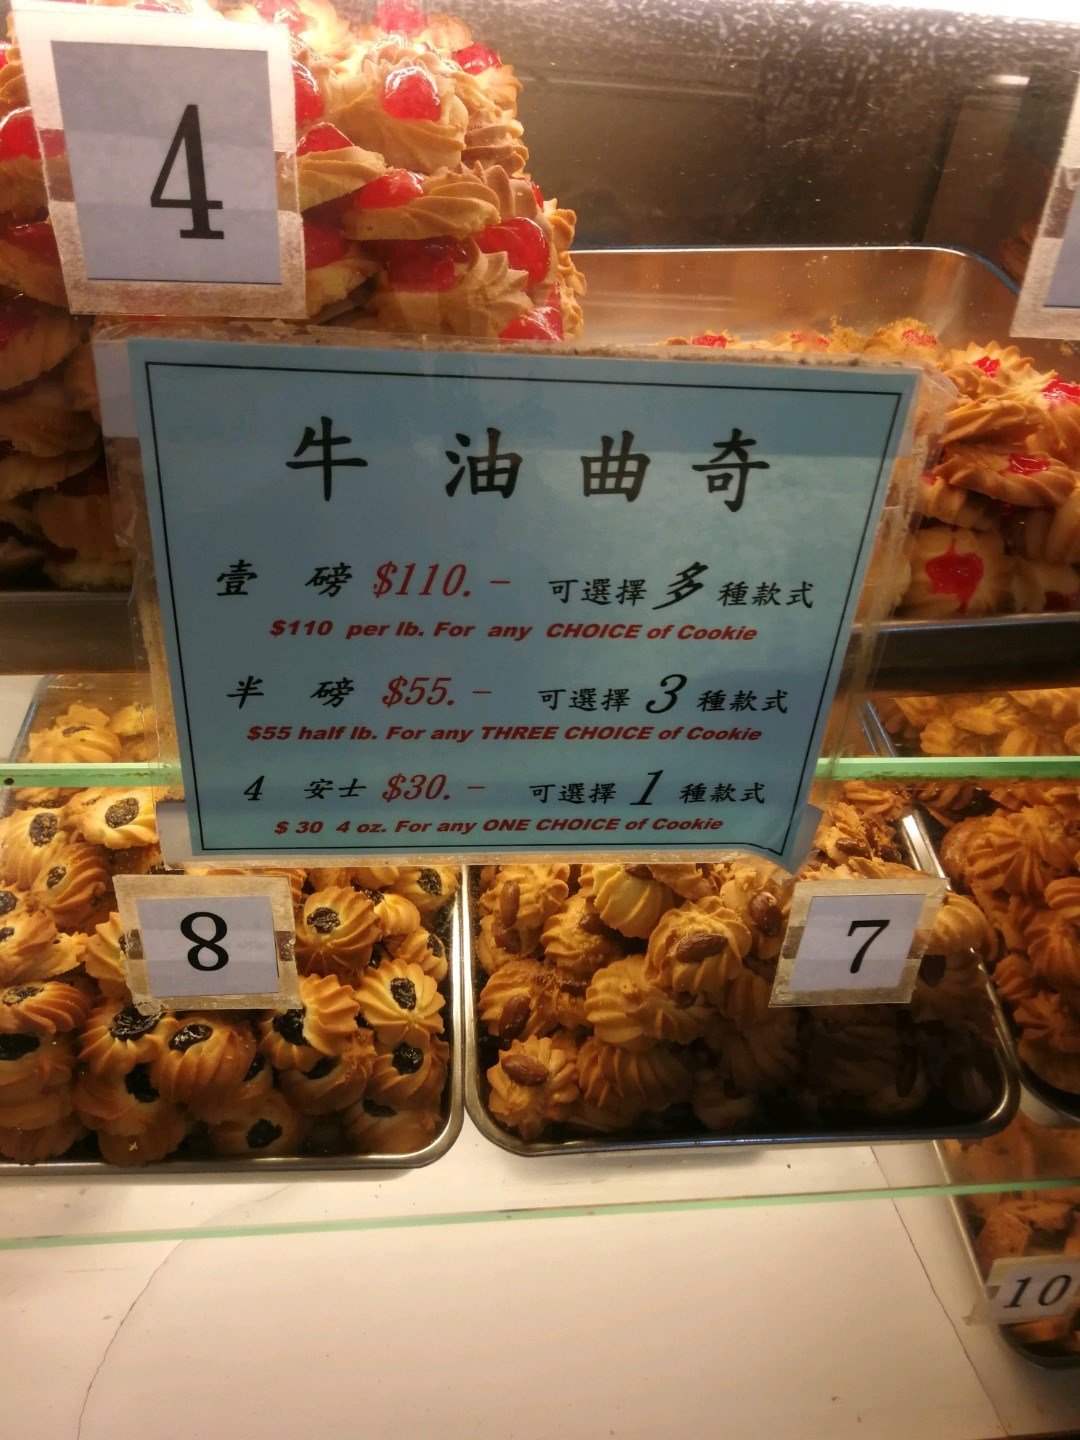 4
牛油曲奇
壹 磅 $110.- 可選擇多種款式
$110 per lb. For any CHOICE of Cookie
半 磅 $55.- 可選擇3種款式
$55 half lb. For any THREE CHOICE of Cookie
4 安士 $30.- 可選擇1種款式
$30 4 oz. For any ONE CHOICE of Cookie
8
7
10